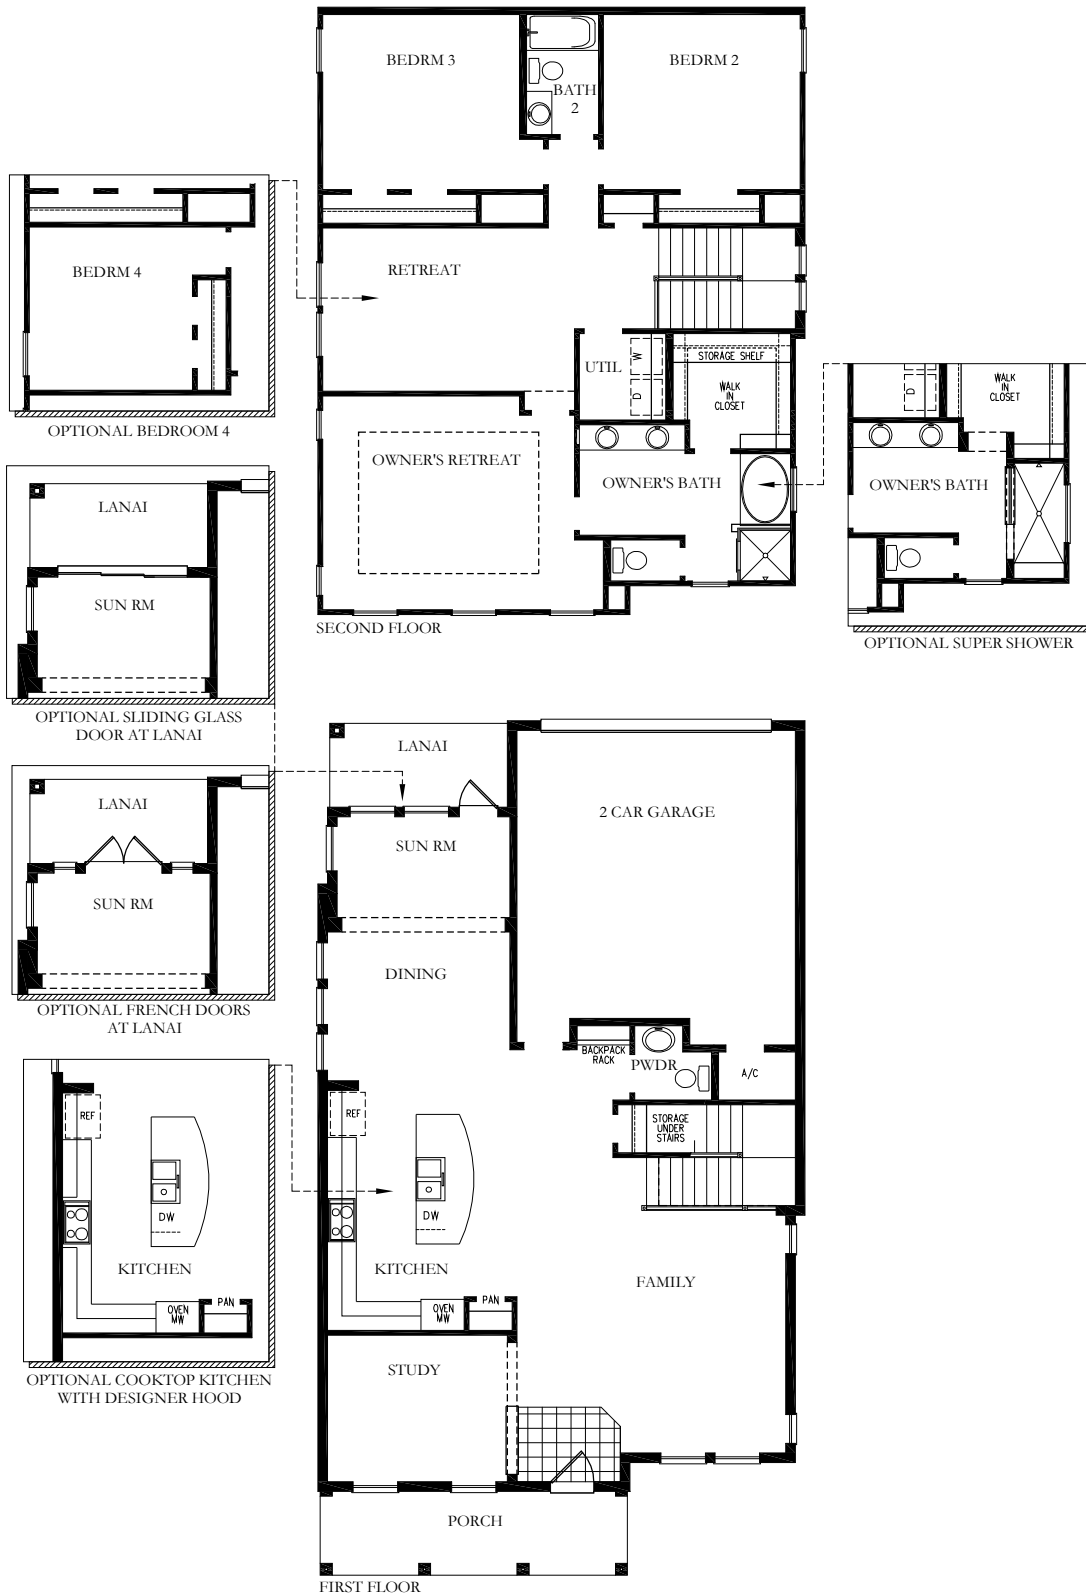 BEDRM 3
BATH
2
BEDRM 2
RETREAT
UTIL
W
D
STORAGE SHELF
WALK
IN
CLOSET
OWNER'S RETREAT
OWNER'S BATH
SECOND FLOOR
BEDRM 4
OPTIONAL BEDROOM 4
D
WALK
IN
CLOSET
OWNER'S BATH
OPTIONAL SUPER SHOWER
LANAI
SUN RM
OPTIONAL SLIDING GLASS
DOOR AT LANAI
LANAI
SUN RM
OPTIONAL FRENCH DOORS
AT LANAI
REF
DW
KITCHEN
OVEN
MW
PAN
OPTIONAL COOKTOP KITCHEN
WITH DESIGNER HOOD
LANAI
SUN RM
2 CAR GARAGE
DINING
BACKPACK
RACK
PWDR
A/C
REF
STORAGE
UNDER
STAIRS
DW
KITCHEN
OVEN
MW
PAN
FAMILY
STUDY
PORCH
FIRST FLOOR